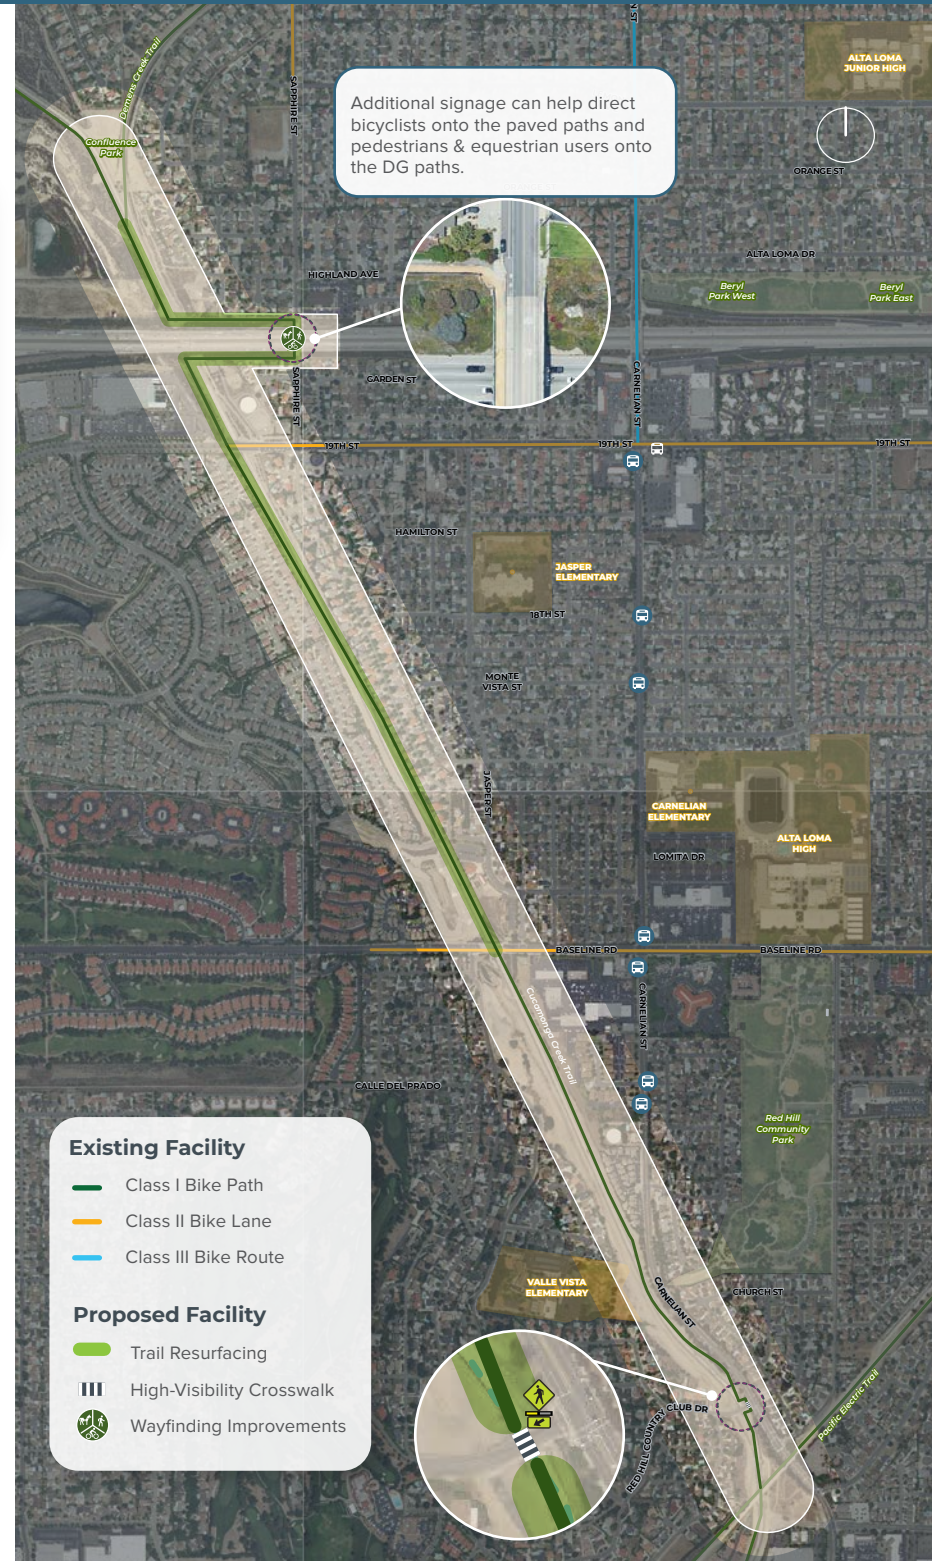 N ST
Demens Creek Trail
ALTA LOMA
JUNIOR HIGH
SAPPHIRE ST
Additional signage can help direct
bicyclists onto the paved paths and
pedestrians & equestrian users onto
the DG paths.
Confluence
Park
ORANGE ST
ALTA LOMA DR
HIGHLAND AVE
Beryl
Park West
Beryl
Park East
SAPPHIRE ST
GARDEN ST
CARNELIAN ST
19TH ST
19TH ST
19TH ST
HAMILTON ST
JASPER
ELEMENTARY
18TH ST
MONTE
VISTA ST
JASPER ST
CARNELIAN
ELEMENTARY
ALTA LOMA
HIGH
LOMITA DR
BASELINE RD
BASELINE RD
Cucamonga Creek Trail
CARNELIAN ST
CALLE DEL PRADO
Red Hill
Community
Park
Existing Facility
Class I Bike Path
Class II Bike Lane
Class III Bike Route
Proposed Facility
Trail Resurfacing
High-Visibility Crosswalk
Wayfinding Improvements
VALLE VISTA
ELEMENTARY
CARNELIAN ST
CHURCH ST
RED HILL COUNTRY CLUB DR
Pacific Electric Trail